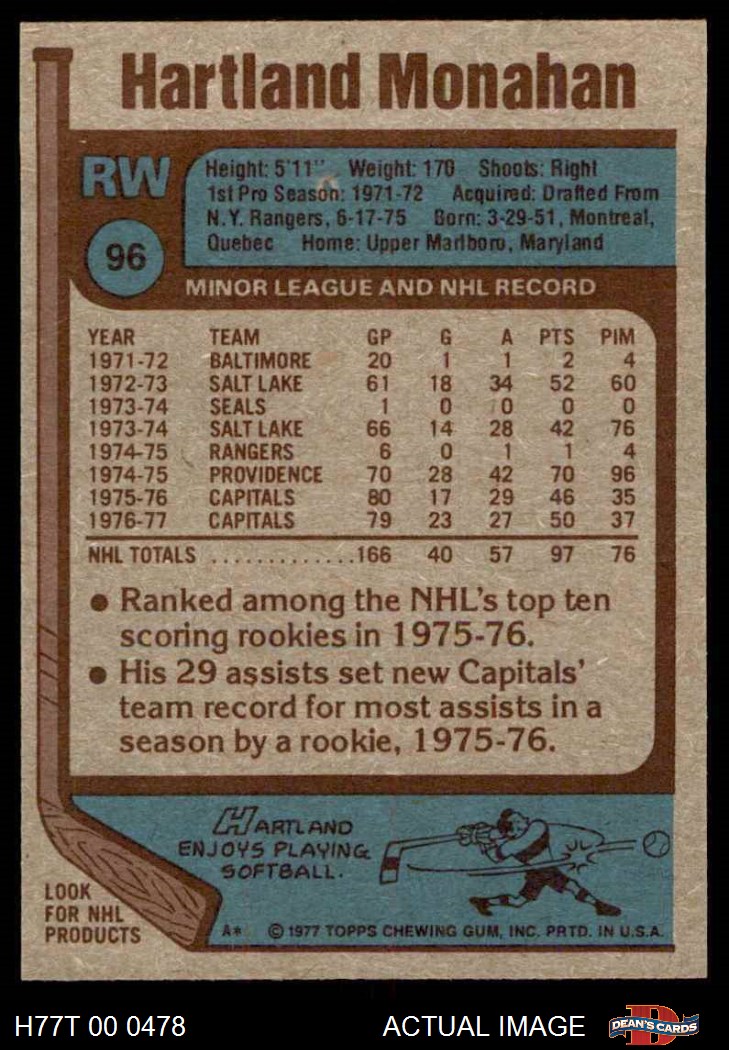 Hartland Monahan
RW
96
Height: 5'11" Weight: 170 Shoots: Right
1st Pro Season: 1971-72 Acquired: Drafted From
N.Y. Rangers, 6-17-75 Born: 3-29-51, Montreal,
Quebec Home: Upper Marlboro, Maryland
MINOR LEAGUE AND NHL RECORD
YEAR TEAM GP G A PTS PIM
1971-72 BALTIMORE 20 1 1 2 4
1972-73 SALT LAKE 61 18 34 52 60
1973-74 SEALS 1 0 0 0 0
1973-74 SALT LAKE 66 14 28 42 76
1974-75 RANGERS 6 0 1 1 4
1974-75 PROVIDENCE 70 28 42 70 96
1975-76 CAPITALS 80 17 29 46 35
1976-77 CAPITALS 79 23 27 50 37
NHL TOTALS .............166 40 57 97 76
• Ranked among the NHL's top ten
scoring rookies in 1975-76.
• His 29 assists set new Capitals'
team record for most assists in a
season by a rookie, 1975-76.
HARTLAND
ENJOYS PLAYING
SOFTBALL.
LOOK
FOR NHL
PRODUCTS
A* © 1977 TOPPS CHEWING GUM, INC. PRTD. IN U.S.A.
H77T 00 0478 ACTUAL IMAGE D DEAN'S CARDS